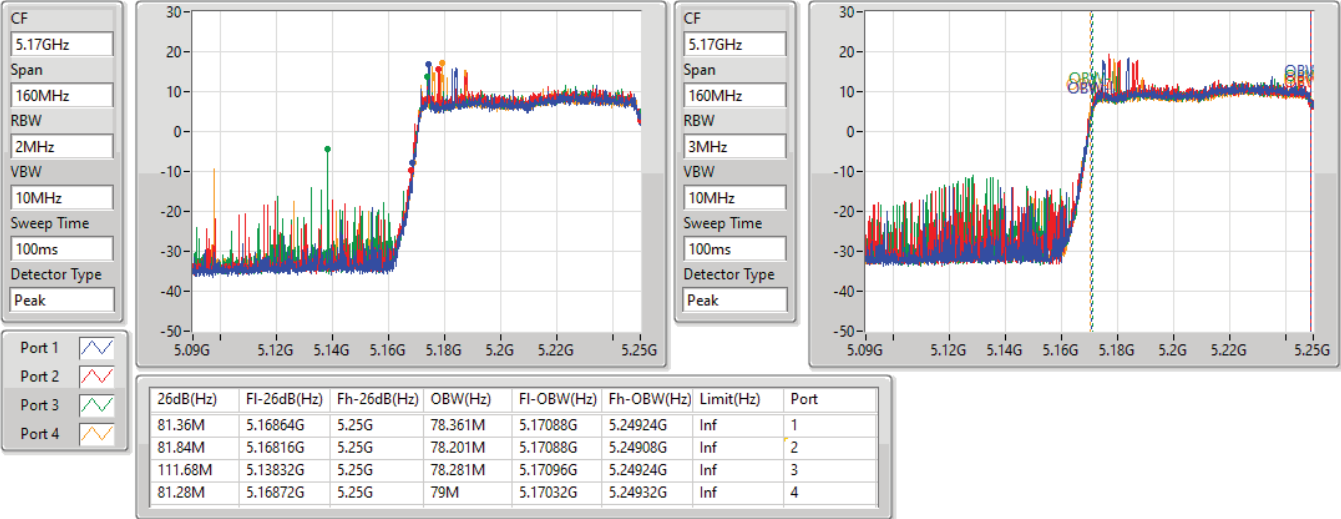 CF
5.17GHz
Span
160MHz
RBW
2MHz
VBW
10MHz
Sweep Time
100ms
Detector Type
Peak
30
20
10
0
-10
-20
-30
-40
-50
5.09G 5.12G 5.14G 5.16G 5.18G 5.2G 5.22G 5.25G
CF
5.17GHz
Span
160MHz
RBW
3MHz
VBW
10MHz
Sweep Time
100ms
Detector Type
Peak
30
20
10
0
-10
-20
-30
-40
-50
OBW
OBW
5.09G 5.12G 5.14G 5.16G 5.18G 5.2G 5.22G 5.25G
Port 1
Port 2
Port 3
Port 4
26dB(Hz) Fl-26dB(Hz) Fh-26dB(Hz) OBW(Hz) Fl-OBW(Hz) Fh-OBW(Hz) Limit(Hz) Port
81.36M 5.16864G 5.25G 78.361M 5.17088G 5.24924G Inf 1
81.84M 5.16816G 5.25G 78.201M 5.17088G 5.24908G Inf 2
111.68M 5.13832G 5.25G 78.281M 5.17096G 5.24924G Inf 3
81.28M 5.16872G 5.25G 79M 5.17032G 5.24932G Inf 4